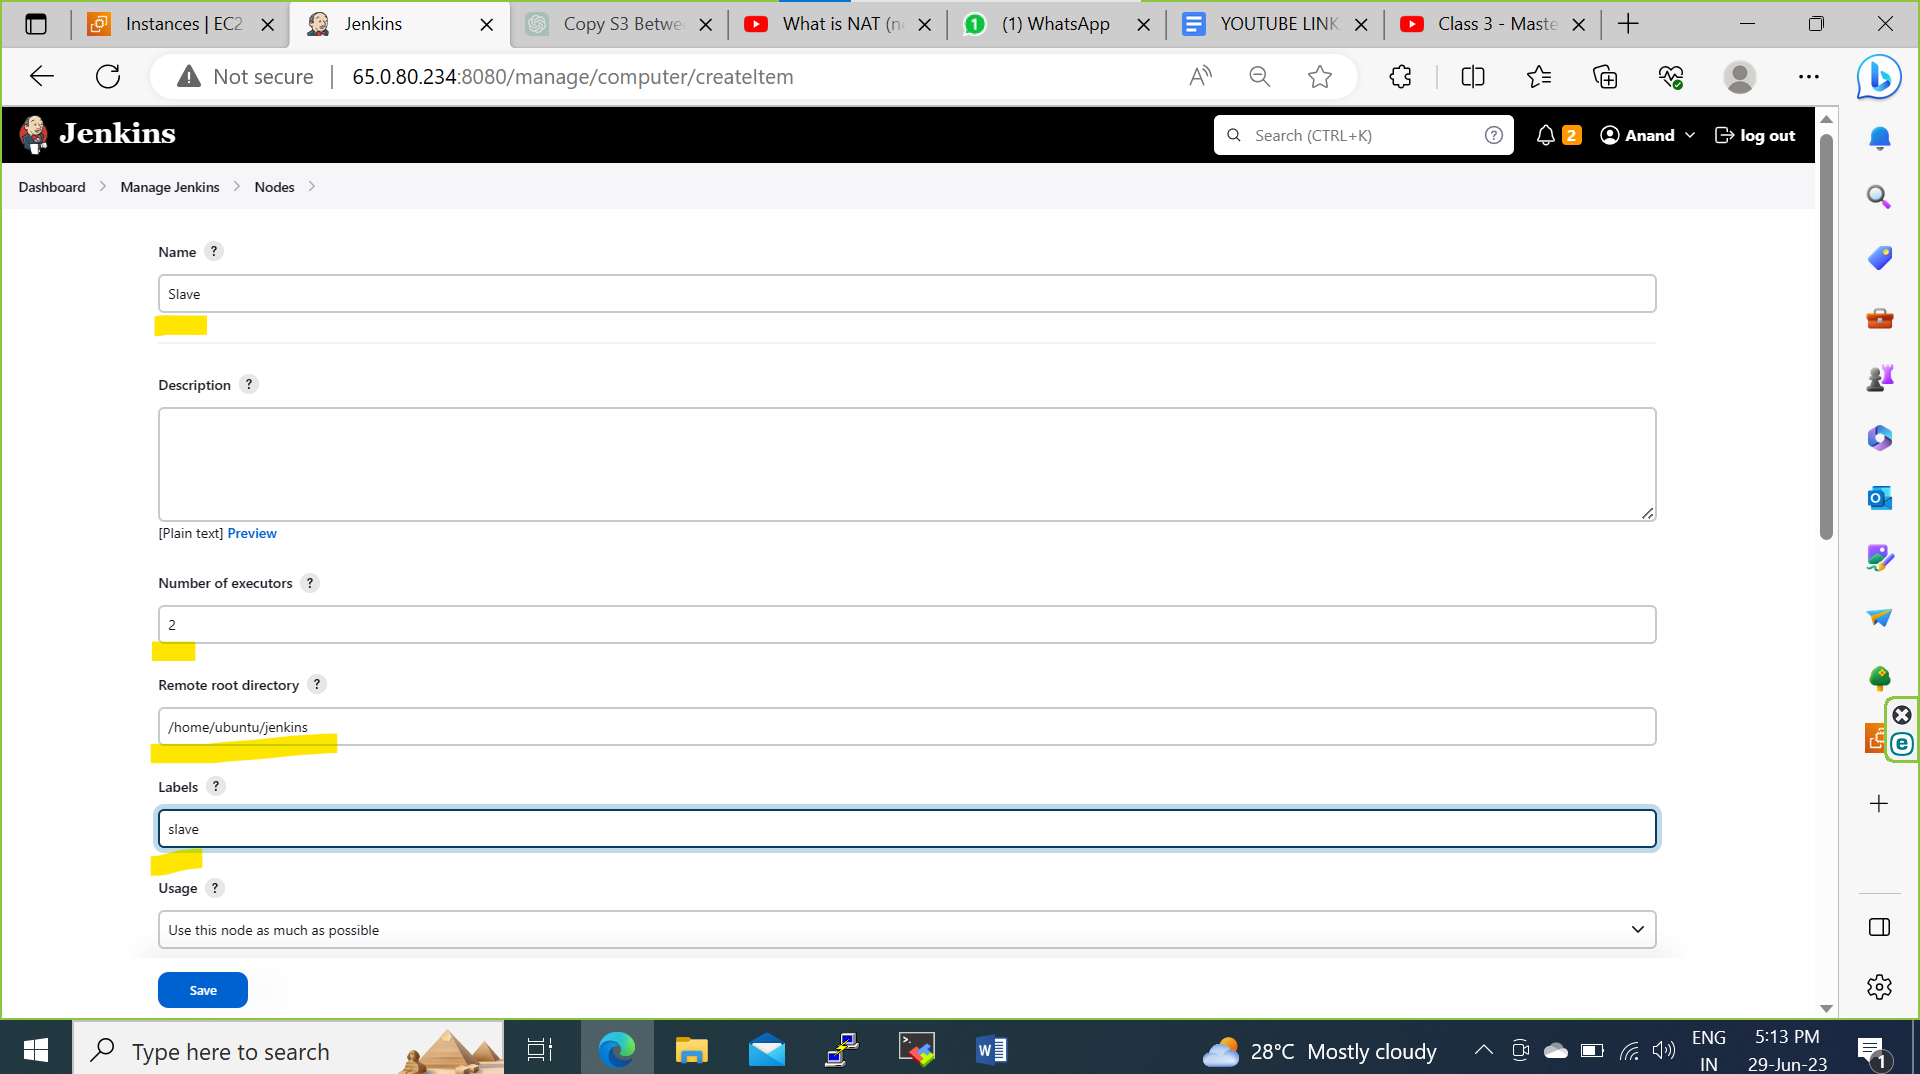 Instances | EC2
Jenkins
Copy S3 Betwe
What is NAT (n
(1) WhatsApp
YOUTUBE LINK
Class 3 - Maste
Not secure
65.0.80.234:8080/manage/computer/createItem
Jenkins
Search (CTRL+K)
?
2
Anand
log out
Dashboard
Manage Jenkins
Nodes
Name ?
Slave
Description ?
[Plain text] Preview
Number of executors ?
2
Remote root directory ?
/home/ubuntu/jenkins
Labels ?
slave
Usage ?
Use this node as much as possible
Save
Type here to search
28°C Mostly cloudy
ENG
IN
5:13 PM
29-Jun-23
1